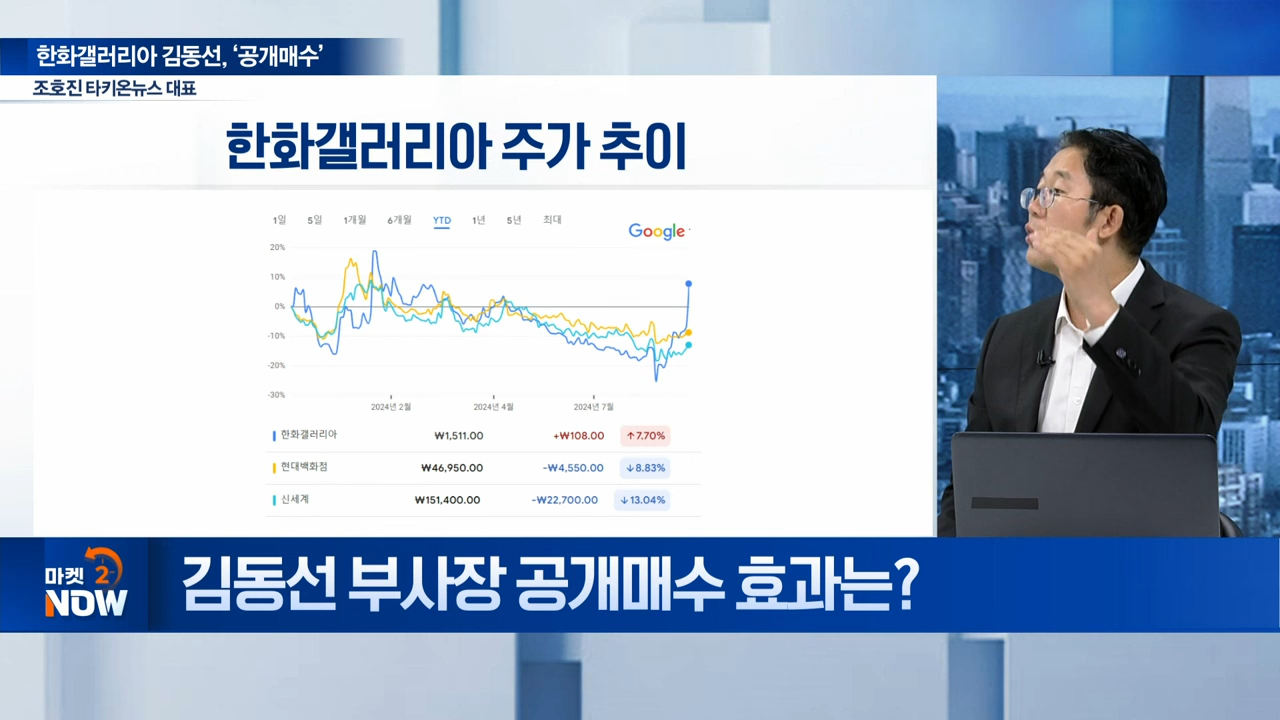 한화갤러리아 김동선, ‘공개매수’
조호진 타키온뉴스 대표
한화갤러리아 주가 추이
1일 5일 1개월 6개월 YTD 1년 5년 최대
Google
20%
10%
0%
-10%
-20%
-30%
2024년 2월 2024년 4월 2024년 7월
한화갤러리아 ₩1,511.00 +₩108.00 ↑7.70%
현대백화점 ₩46,950.00 -₩4,550.00 ↓8.83%
신세계 ₩151,400.00 -₩22,700.00 ↓13.04%
마켓 2
NOW
김동선 부사장 공개매수 효과는?